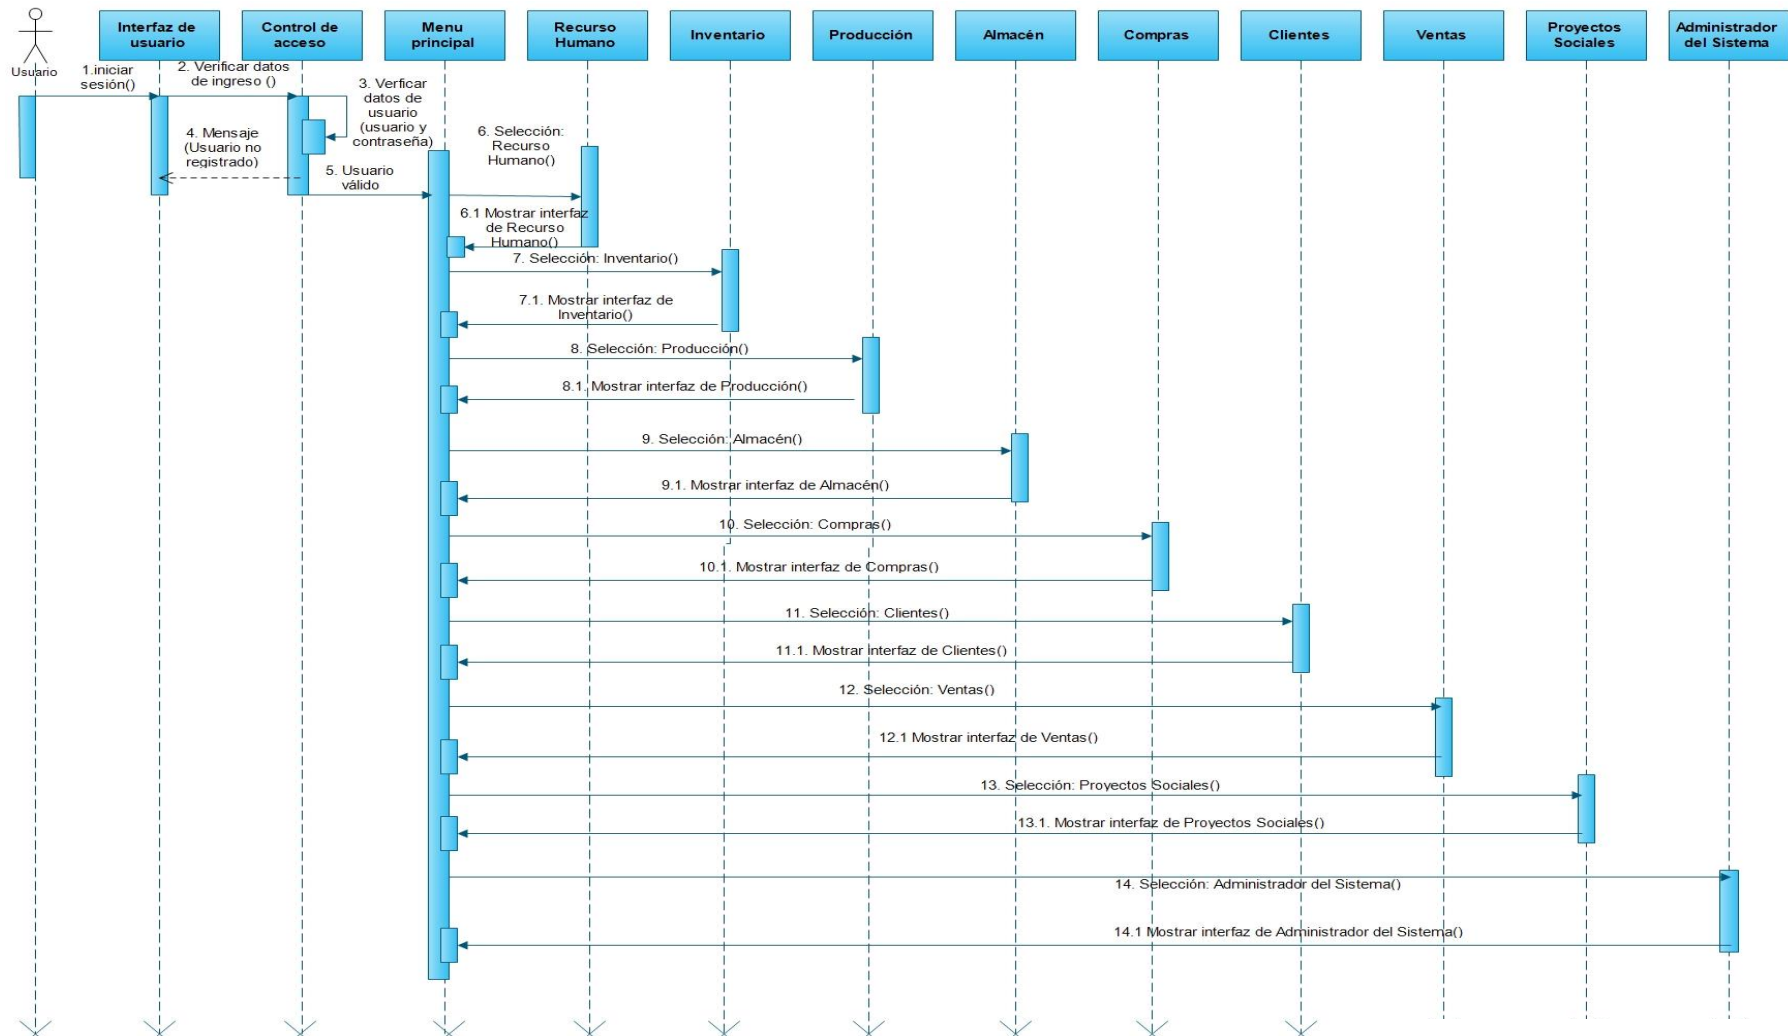 Usuario
Interfaz de
usuario
Control de
acceso
Menu
principal
Recurso
Humano
Inventario
Producción
Almacén
Compras
Clientes
Ventas
Proyectos
Sociales
Administrador
del Sistema
1.iniciar
sesión()
2. Verificar datos
de ingreso ()
3. Verficar
datos de
usuario
(usuario y
contraseña)
4. Mensaje
(Usuario no
registrado)
5. Usuario
válido
6. Selección:
Recurso
Humano()
6.1 Mostrar interfaz
de Recurso
Humano()
7. Selección: Inventario()
7.1. Mostrar interfaz de
Inventario()
8. Selección: Producción()
8.1. Mostrar interfaz de Producción()
9. Selección: Almacén()
9.1. Mostrar interfaz de Almacén()
10. Selección: Compras()
10.1. Mostrar interfaz de Compras()
11. Selección: Clientes()
11.1. Mostrar interfaz de Clientes()
12. Selección: Ventas()
12.1 Mostrar interfaz de Ventas()
13. Selección: Proyectos Sociales()
13.1. Mostrar interfaz de Proyectos Sociales()
14. Selección: Administrador del Sistema()
14.1 Mostrar interfaz de Administrador del Sistema()